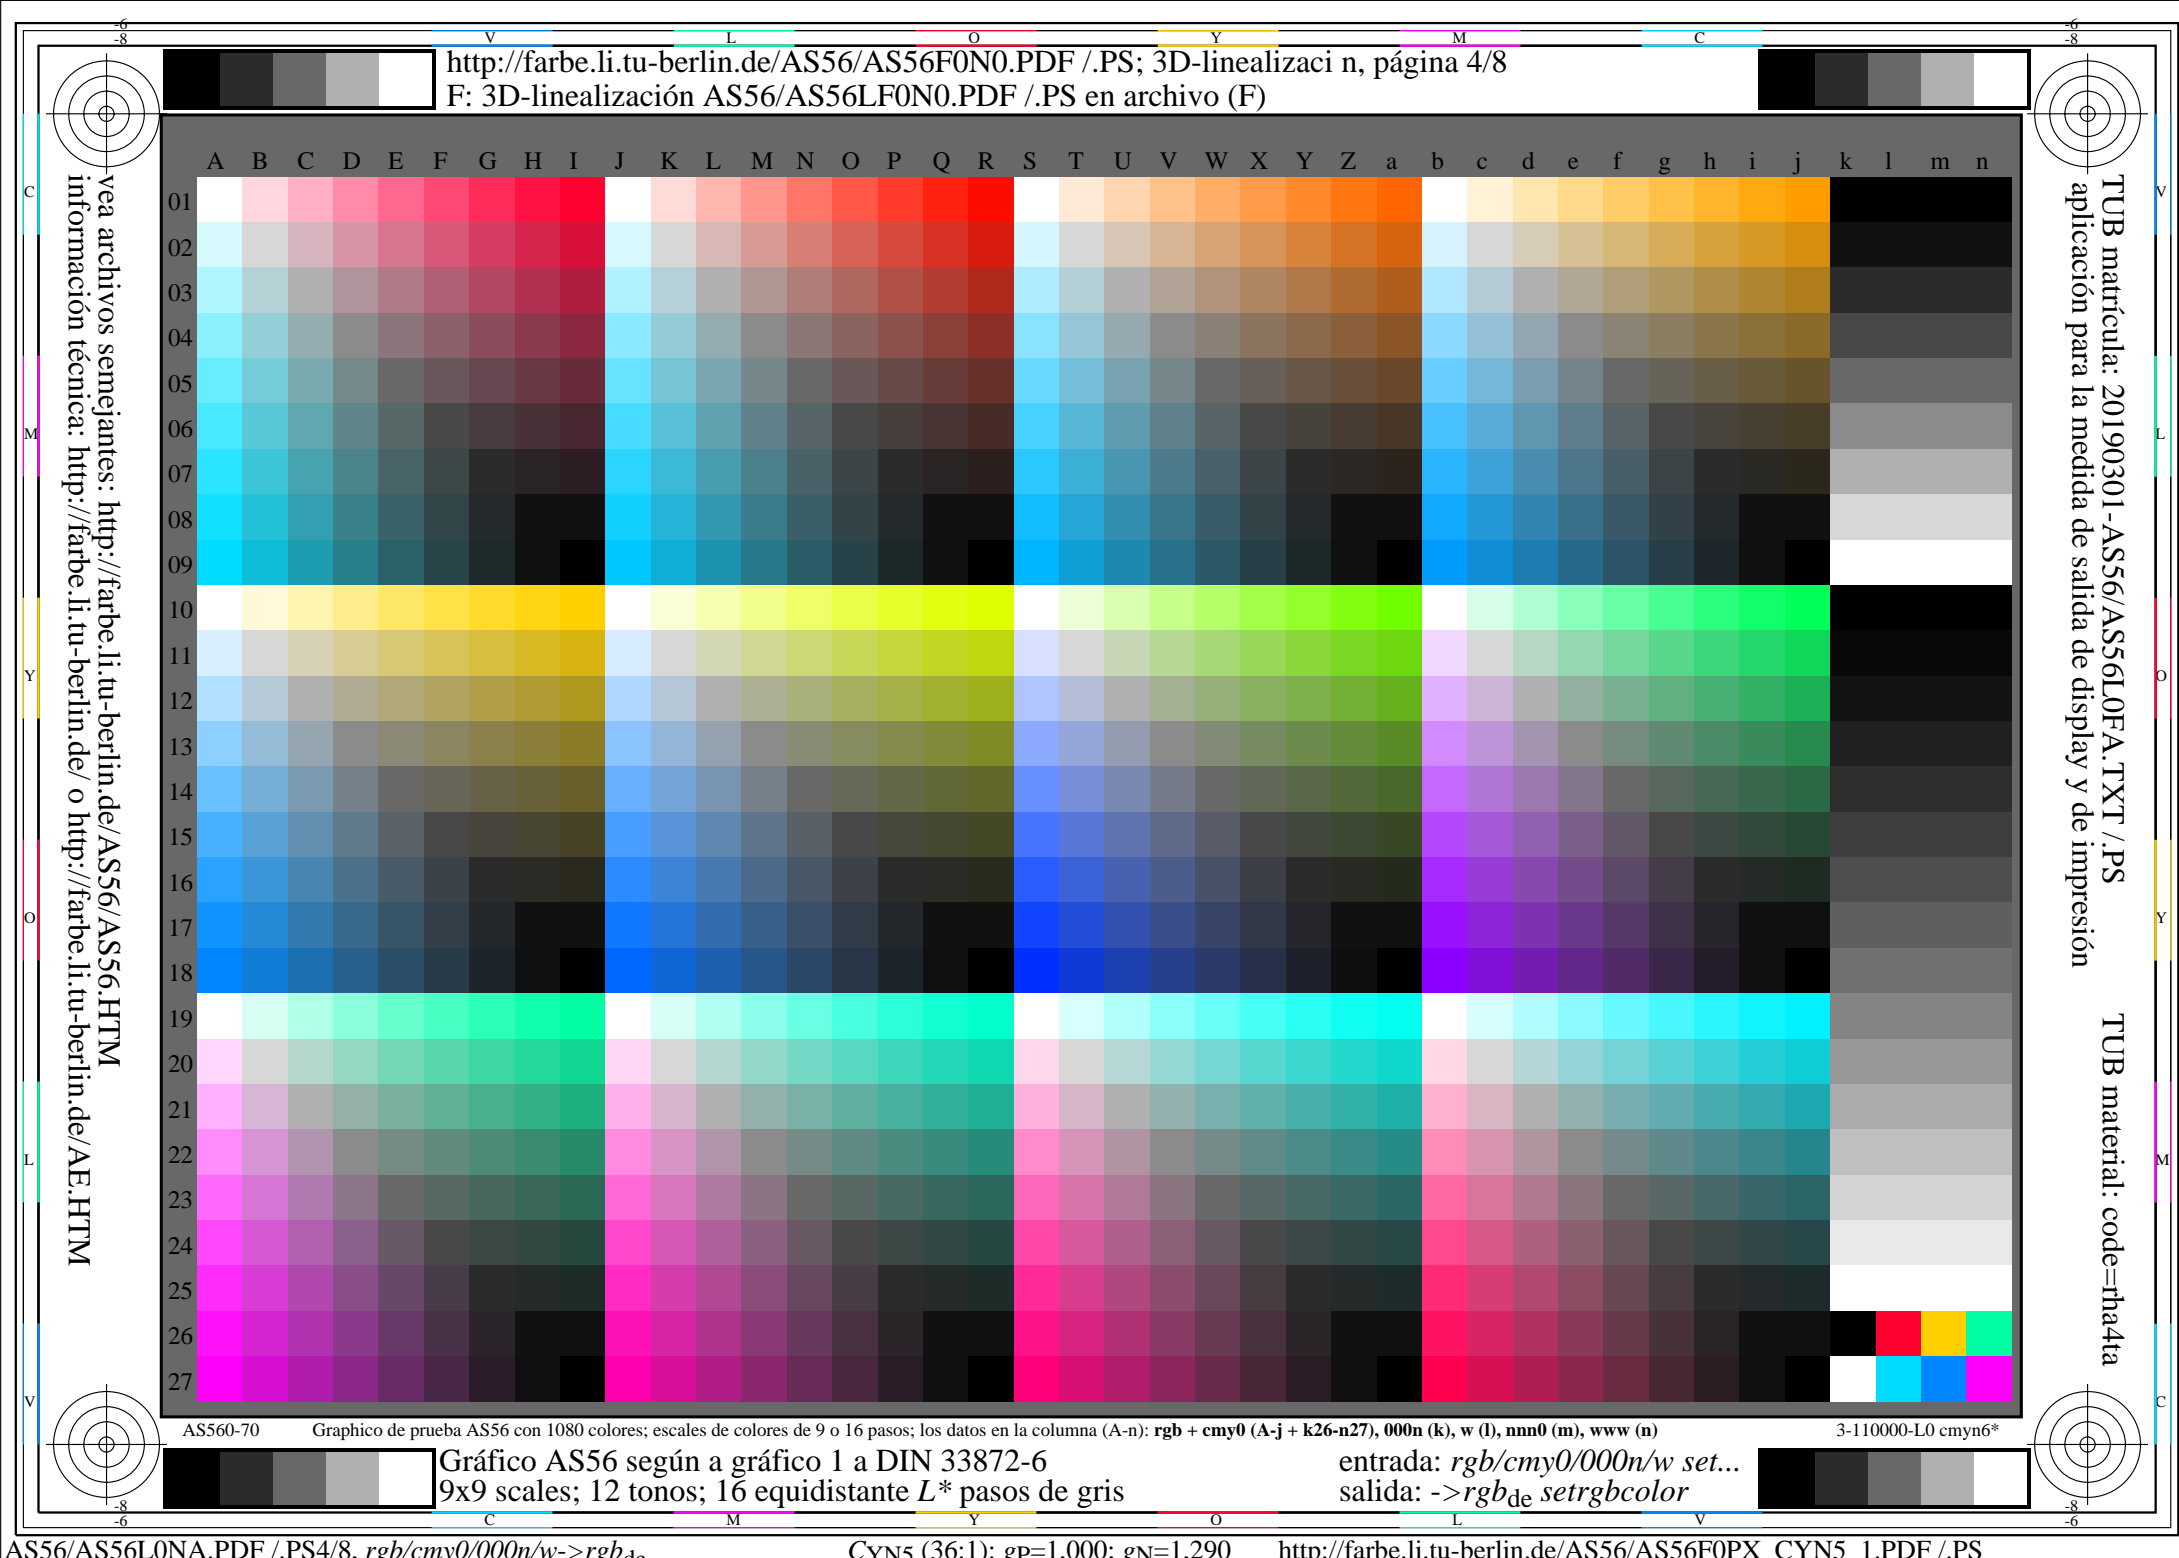 -6
-8
V
L
O
Y
M
C
-6
-8
http://farbe.li.tu-berlin.de/AS56/AS56F0N0.PDF /.PS; 3D-linealizaci n, página 4/8
F: 3D-linealización AS56/AS56LF0N0.PDF /.PS en archivo (F)
A B C D E F G H I J K L M N O P Q R S T U V W X Y Z a b c d e f g h i j k l m n
01
02
03
04
05
06
07
08
09
10
11
12
13
14
15
16
17
18
19
20
21
22
23
24
25
26
27
C
M
Y
O
L
V
vea archivos semejantes: http://farbe.li.tu-berlin.de/AS56/AS56.HTM
información técnica: http://farbe.li.tu-berlin.de/ o http://farbe.li.tu-berlin.de/AE.HTM
TUB matrícula: 20190301-AS56/AS56L0FA.TXT /.PS
aplicación para la medida de salida de display y de impresión
TUB material: code=rha4ta
V
L
O
Y
M
C
AS560-70
Graphico de prueba AS56 con 1080 colores; escales de colores de 9 o 16 pasos; los datos en la columna (A-n): rgb + cmy0 (A-j + k26-n27), 000n (k), w (l), nnn0 (m), www (n)
3-110000-L0 cmyn6*
Gráfico AS56 según a gráfico 1 a DIN 33872-6
9x9 scales; 12 tonos; 16 equidistante L* pasos de gris
entrada: rgb/cmy0/000n/w set...
salida: ->rgbde setrgbcolor
-8
-6
C
M
Y
O
L
V
-8
-6
AS56/AS56L0NA.PDF /.PS4/8, rgb/cmy0/000n/w->rgbde
CYN5 (36:1): gP=1.000; gN=1.290
http://farbe.li.tu-berlin.de/AS56/AS56F0PX_CYN5_1.PDF /.PS